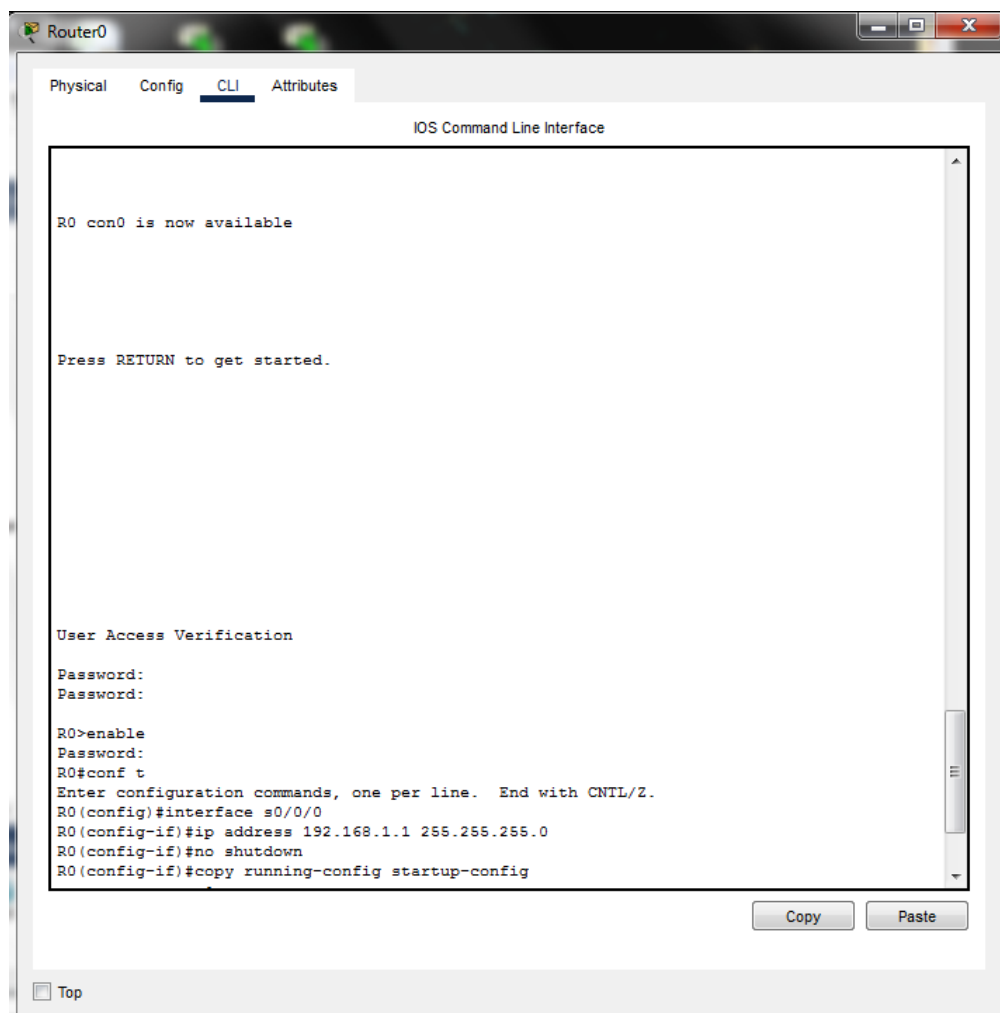 Router0
Physical Config CLI Attributes
IOS Command Line Interface
R0 con0 is now available
Press RETURN to get started.
User Access Verification
Password:
Password:
R0>enable
Password:
R0#conf t
Enter configuration commands, one per line.  End with CNTL/Z.
R0(config)#interface s0/0/0
R0(config-if)#ip address 192.168.1.1 255.255.255.0
R0(config-if)#no shutdown
R0(config-if)#copy running-config startup-config
Copy Paste
Top